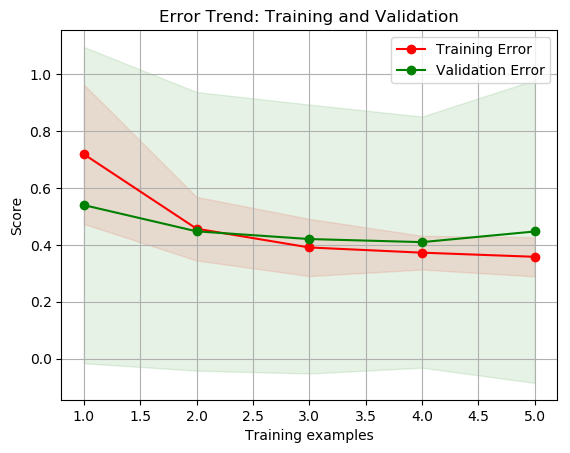 Error Trend: Training and Validation
Training Error
Validation Error
Score
1.0
0.8
0.6
0.4
0.2
0.0
1.0 1.5 2.0 2.5 3.0 3.5 4.0 4.5 5.0
Training examples